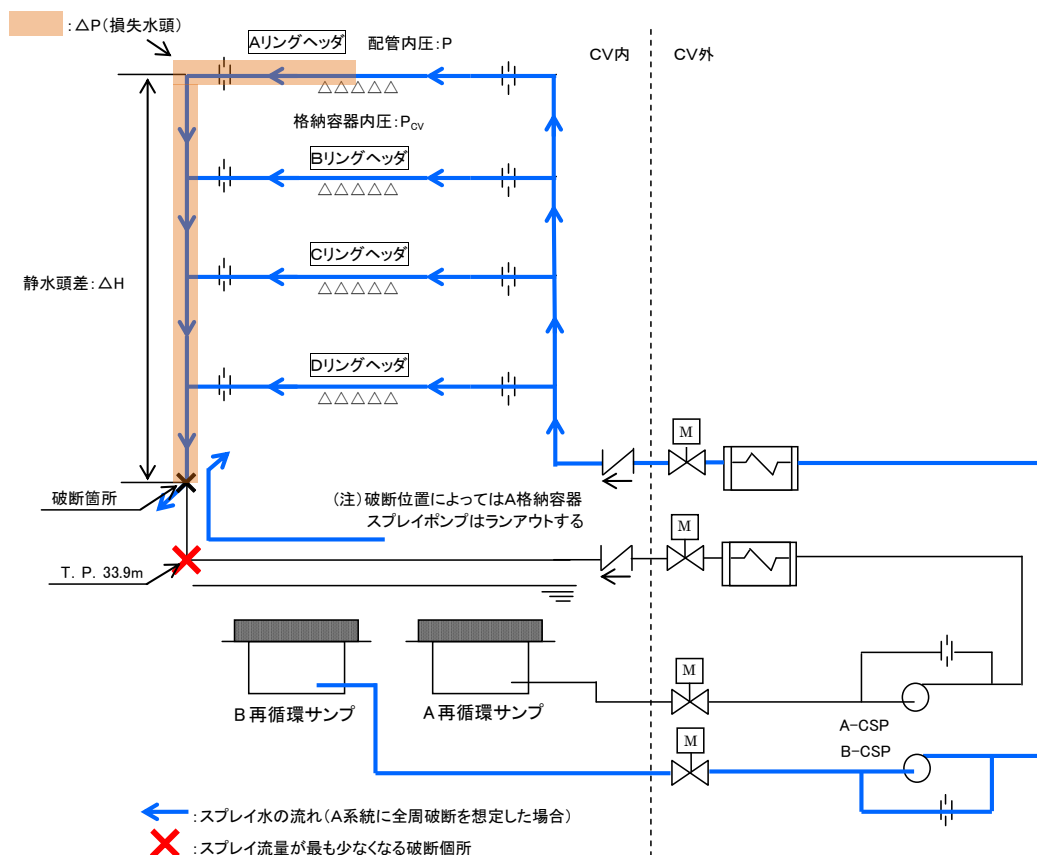 :△P(損失水頭)
Aリングヘッダ
配管内圧:P
CV内
CV外
格納容器内圧:PCV
Bリングヘッダ
静水頭差:△H
Cリングヘッダ
Dリングヘッダ
M
破断箇所
(注)破断位置によってはA格納容器
スプレイポンプはランアウトする
M
T. P. 33.9m
M
B再循環サンプ
A再循環サンプ
A-CSP
M
B-CSP
:スプレイ水の流れ(A系統に全周破断を想定した場合)
:スプレイ流量が最も少なくなる破断個所